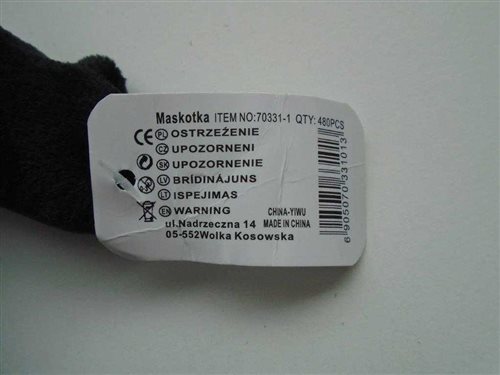 Maskotka ITEM NO:70331-1 QTY: 480PCS
CE PL OSTRZEŻENIE
CZ UPOZORNENI
SK UPOZORNENIE
LV BRÍDINÁJUNS
LT ISPEJIMAS
EN WARNING
ul.Nadrzeczna 14
05-552Wolka Kosowska
CHINA-YIWU
MADE IN CHINA
6905070331013